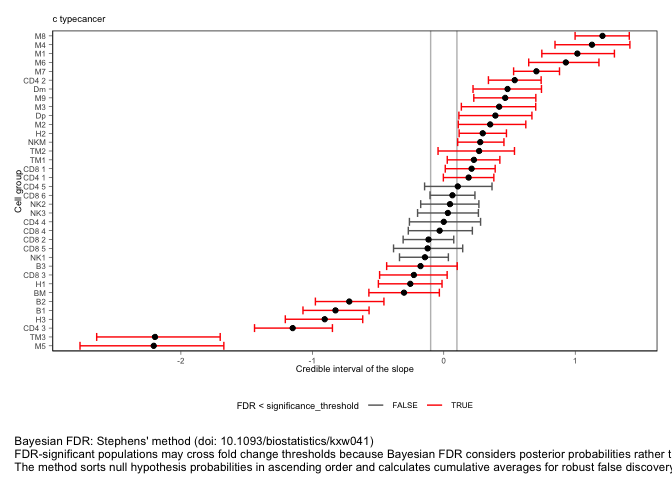 c typecancer
M8
M4
M1
M6
M7
CD4 2
Dm
M9
M3
Dp
M2
H2
NKM
TM2
TM1
CD8 1
CD4 1
CD4 5
CD8 6
NK2
NK3
CD4 4
CD8 4
CD8 2
CD8 5
NK1
B3
CD8 3
H1
BM
B2
B1
H3
CD4 3
TM3
M5
Cell group
-2 -1 0 1
Credible interval of the slope
FDR < significance_threshold FALSE TRUE
Bayesian FDR: Stephens' method (doi: 10.1093/biostatistics/kxw041)
FDR-significant populations may cross fold change thresholds because Bayesian FDR considers posterior probabilities rather t
The method sorts null hypothesis probabilities in ascending order and calculates cumulative averages for robust false discovery